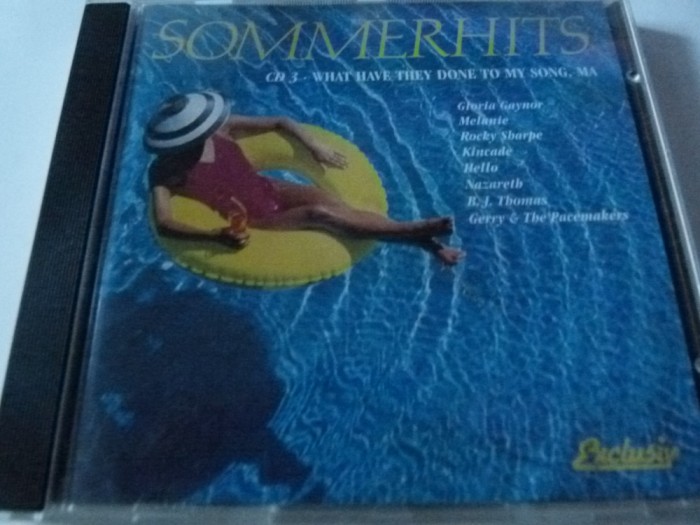 SOMMERHITS
CD 3 - WHAT HAVE THEY DONE TO MY SONG, MA
Gloria Gaynor
Melanie
Rocky Sharpe
Kincade
Hello
Nazareth
B. J. Thomas
Gerry & The Pacemakers
Exclusiv